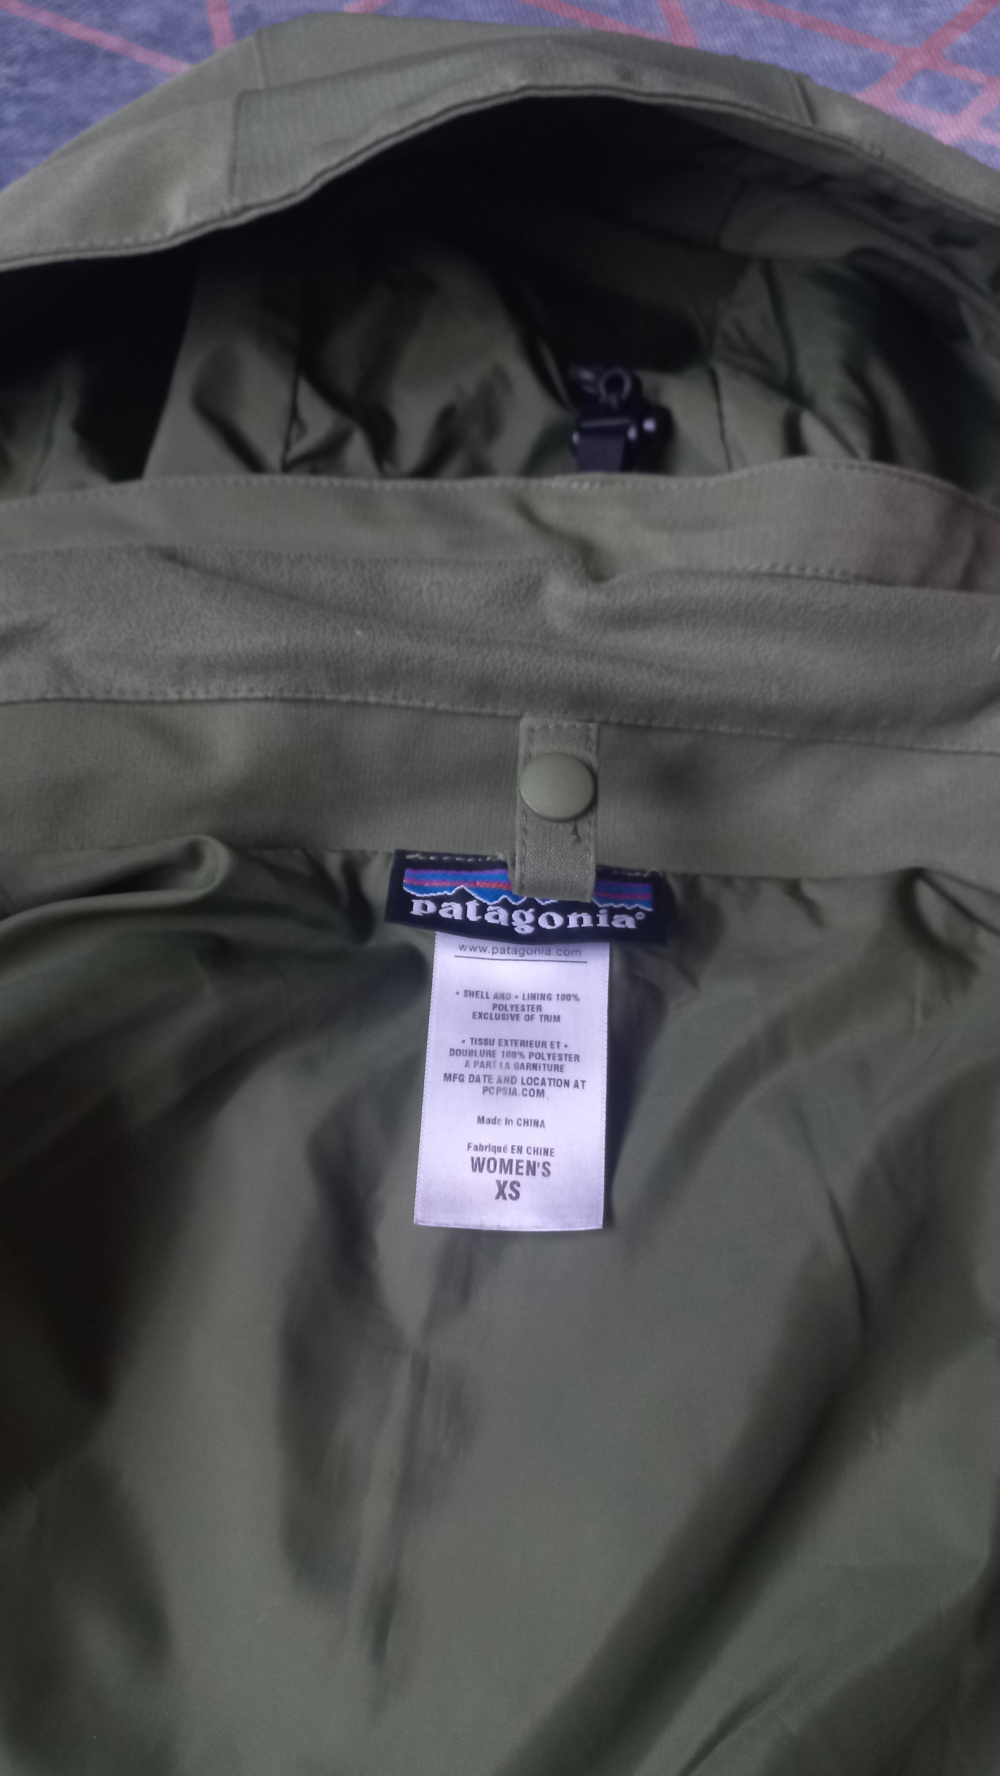 patagonia®
www.patagonia.com
• SHELL AND • LINING 100%
POLYESTER
EXCLUSIVE OF TRIM
• TISSU EXTERIEUR ET •
DOUBLURE 100% POLYESTER
A PART LA GARNITURE
MFG DATE AND LOCATION AT
PCPSIA.COM
Made in CHINA
Fabriqué EN CHINE
WOMEN'S
XS